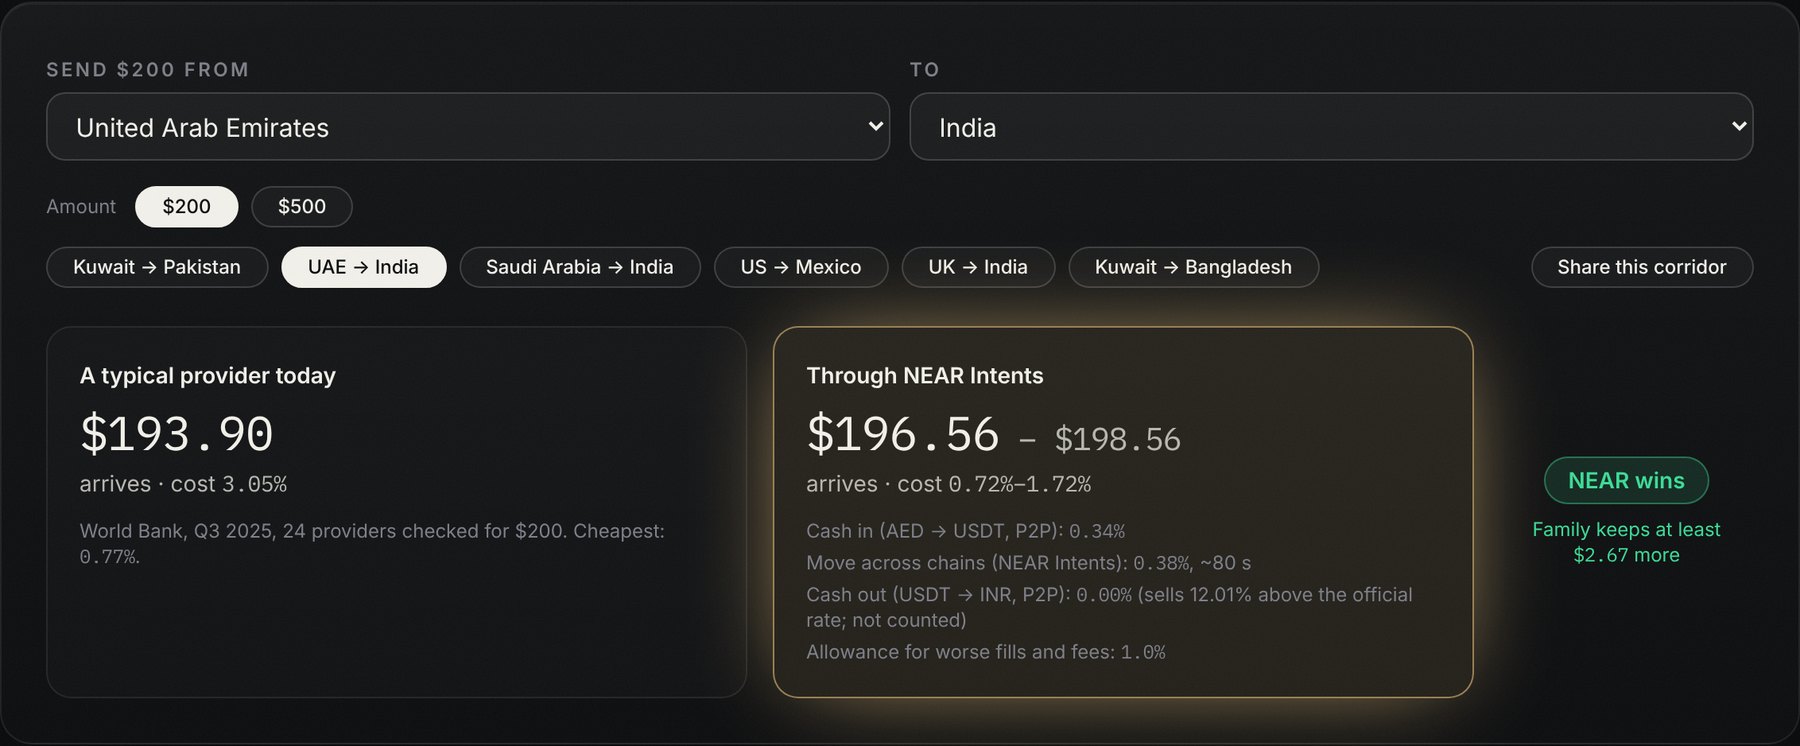 SEND $200 FROM
TO
United Arab Emirates
India
Amount
$200
$500
Kuwait → Pakistan
UAE → India
Saudi Arabia → India
US → Mexico
UK → India
Kuwait → Bangladesh
Share this corridor
A typical provider today
$193.90
arrives · cost 3.05%
World Bank, Q3 2025, 24 providers checked for $200. Cheapest:
0.77%.
Through NEAR Intents
$196.56 – $198.56
arrives · cost 0.72%–1.72%
Cash in (AED → USDT, P2P): 0.34%
Move across chains (NEAR Intents): 0.38%, ~80 s
Cash out (USDT → INR, P2P): 0.00% (sells 12.01% above the official
rate; not counted)
Allowance for worse fills and fees: 1.0%
NEAR wins
Family keeps at least
$2.67 more